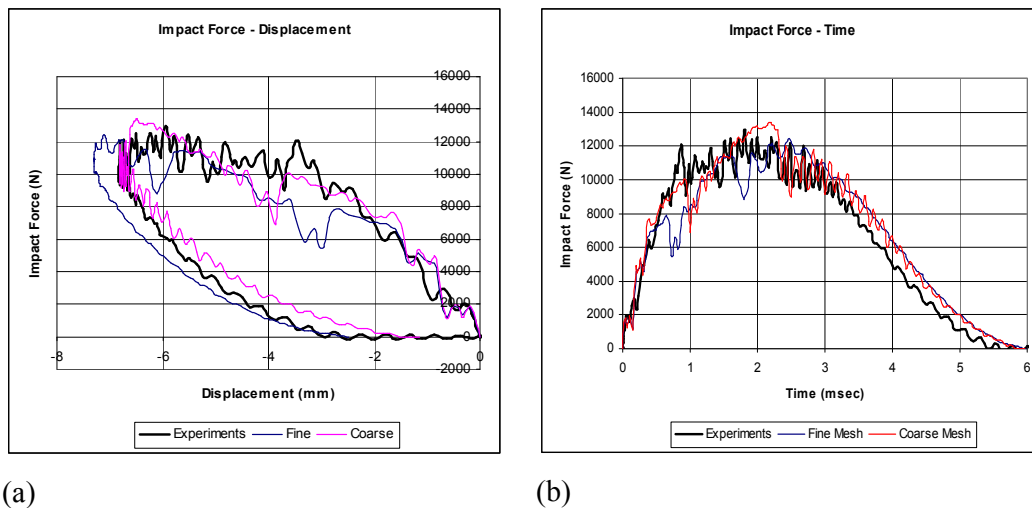 Impact Force - Displacement
16000
14000
12000
10000
8000
6000
4000
2000
0
-2000
-8
-6
-4
-2
0
Impact Force (N)
Displacement (mm)
Experiments Fine Coarse
(a)
Impact Force - Time
16000
14000
12000
10000
8000
6000
4000
2000
0
0 1 2 3 4 5 6
Impact Force (N)
Time (msec)
Experiments Fine Mesh Coarse Mesh
(b)